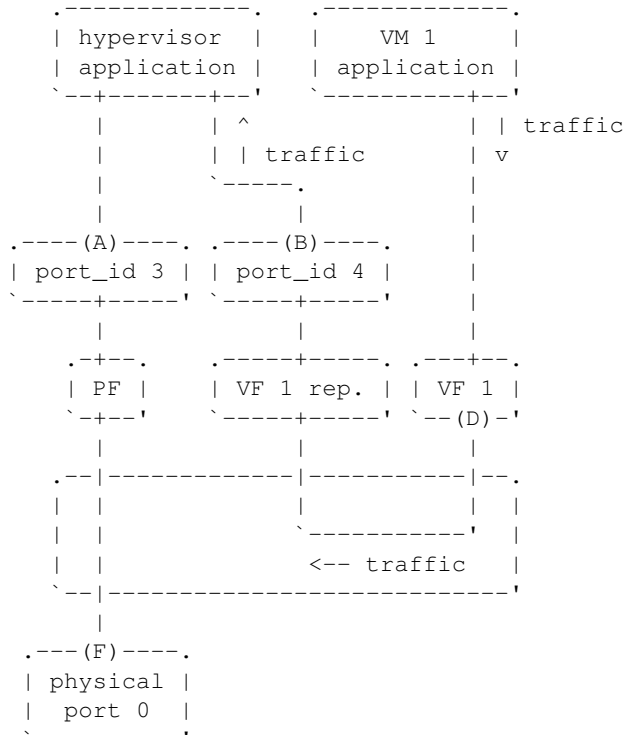 hypervisor VM 1
application application
traffic
traffic
(A) (B)
port_id 3 port_id 4
PF VF 1 rep. VF 1
(D)
<-- traffic
(F)
physical
port 0